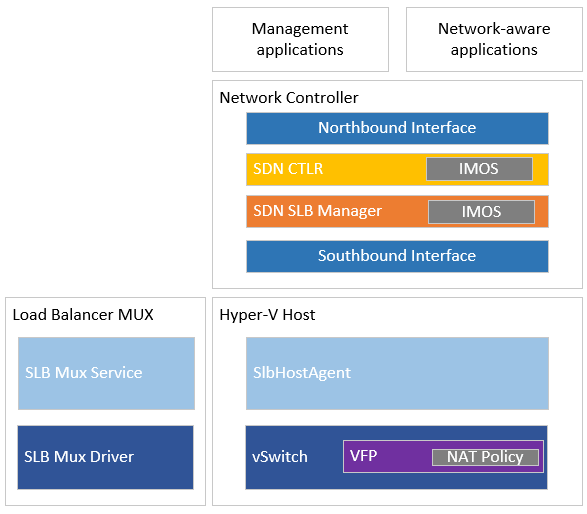 Management
applications
Network-aware
applications
Network Controller
Northbound Interface
SDN CTLR
IMOS
SDN SLB Manager
IMOS
Southbound Interface
Load Balancer MUX
SLB Mux Service
SLB Mux Driver
Hyper-V Host
SlbHostAgent
vSwitch
VFP
NAT Policy